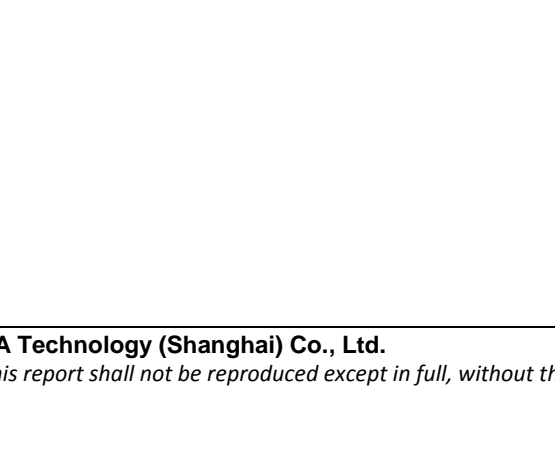 A Technology (Shanghai) Co., Ltd.
his report shall not be reproduced except in full, without th